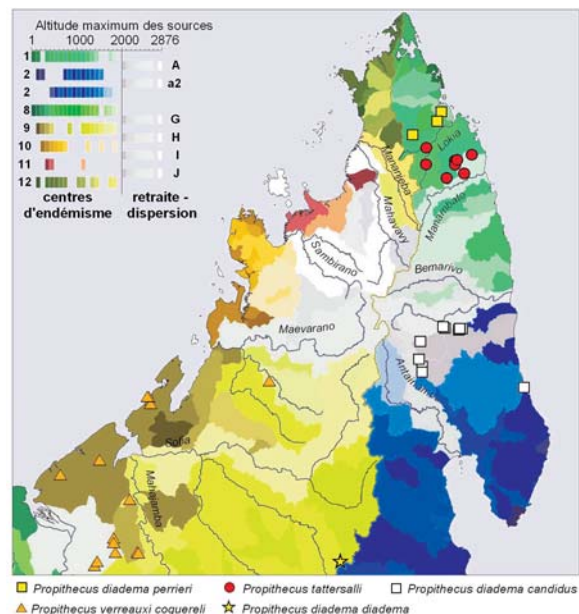 Altitude maximum des sources
1 1000 2000 2876
1 A
2 a2
2
8 G
9 H
10 I
11 J
12
centres d'endémisme
retraite - dispersion
Lokia
Mananjeba
Mahavavy
Manambato
Sambirano
Bemarivo
Maevarano
Antainambalana
Sofia
Mahajamba
Propithecus diadema perrieri
Propithecus tattersalli
Propithecus diadema candidus
Propithecus verreauxi coquereli
Propithecus diadema diadema